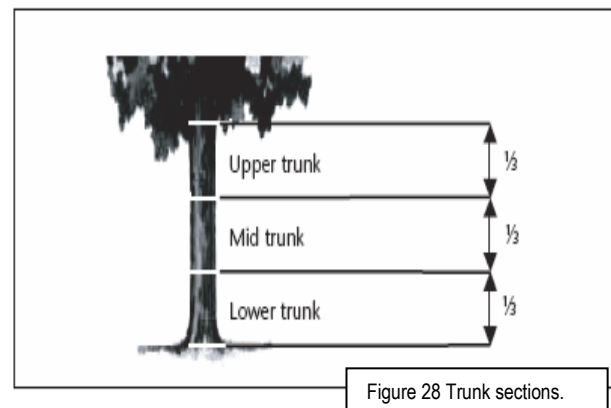 Upper trunk
⅓
Mid trunk
⅓
Lower trunk
⅓
Figure 28 Trunk sections.